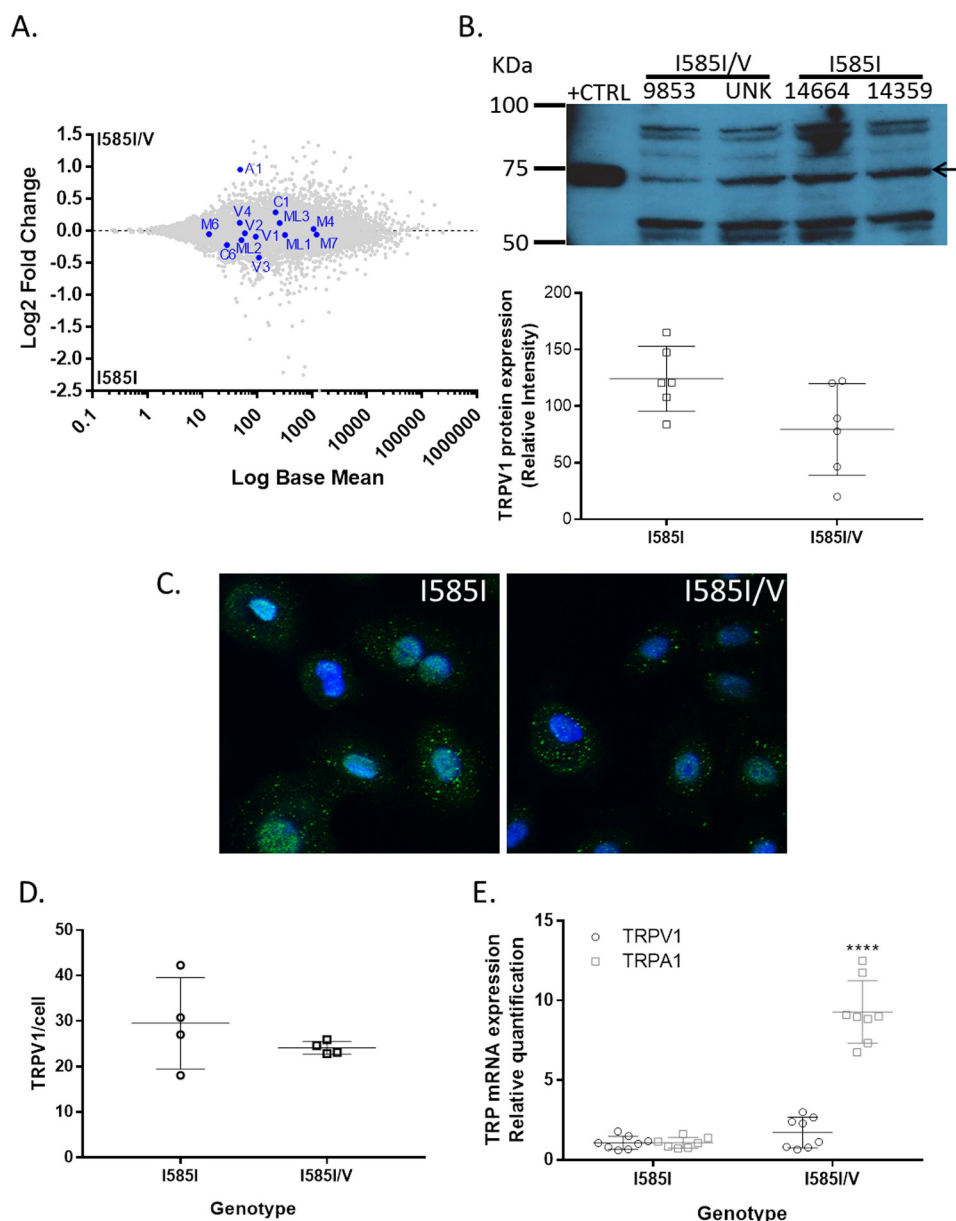 A.
I585I/V
1.5
1.0
0.5
0.0
-0.5
-1.0
-1.5
-2.0
-2.5
I585I
Log2 Fold Change
A1
C1
V4
ML3
M4
M6
V2
V1
ML1
M7
C6
ML2
V3
0.1
1
10
100
1000
10000
100000
1000000
Log Base Mean
B.
KDa
I585I/V
I585I
+CTRL
9853
UNK
14664
14359
100
75
50
TRPV1 protein expression
(Relative Intensity)
200
150
100
50
0
I585I
I585I/V
C.
I585I
I585I/V
D.
TRPV1/cell
50
40
30
20
10
0
I585I
I585I/V
Genotype
E.
TRP mRNA expression
Relative quantification
15
10
5
0
TRPV1
TRPA1
****
I585I
I585I/V
Genotype